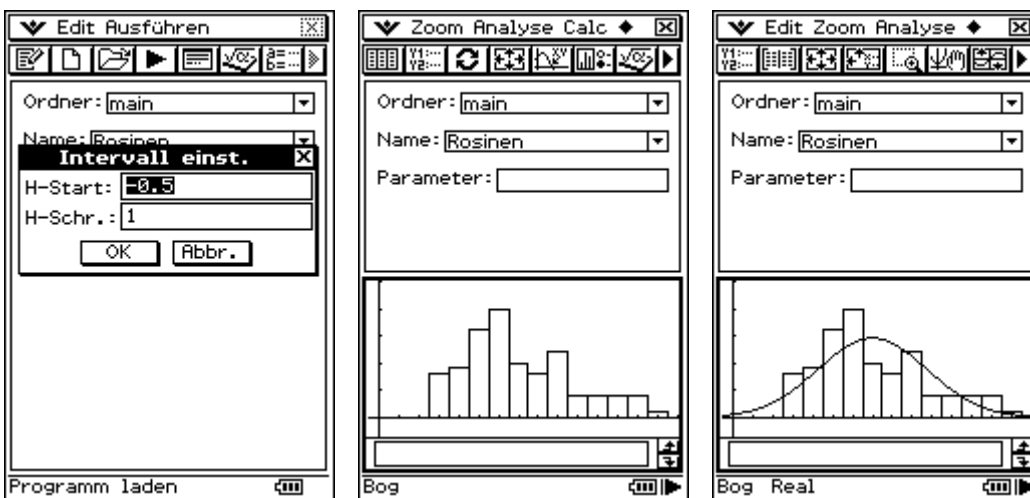 Edit Ausführen
Ordner: main
Name: Rosinen
Intervall einst.
H-Start: -0.5
H-Schr.: 1
OK Abbr.
Programm laden
Zoom Analyse Calc
Ordner: main
Name: Rosinen
Parameter:
Bog
Edit Zoom Analyse
Ordner: main
Name: Rosinen
Parameter:
Bog Real